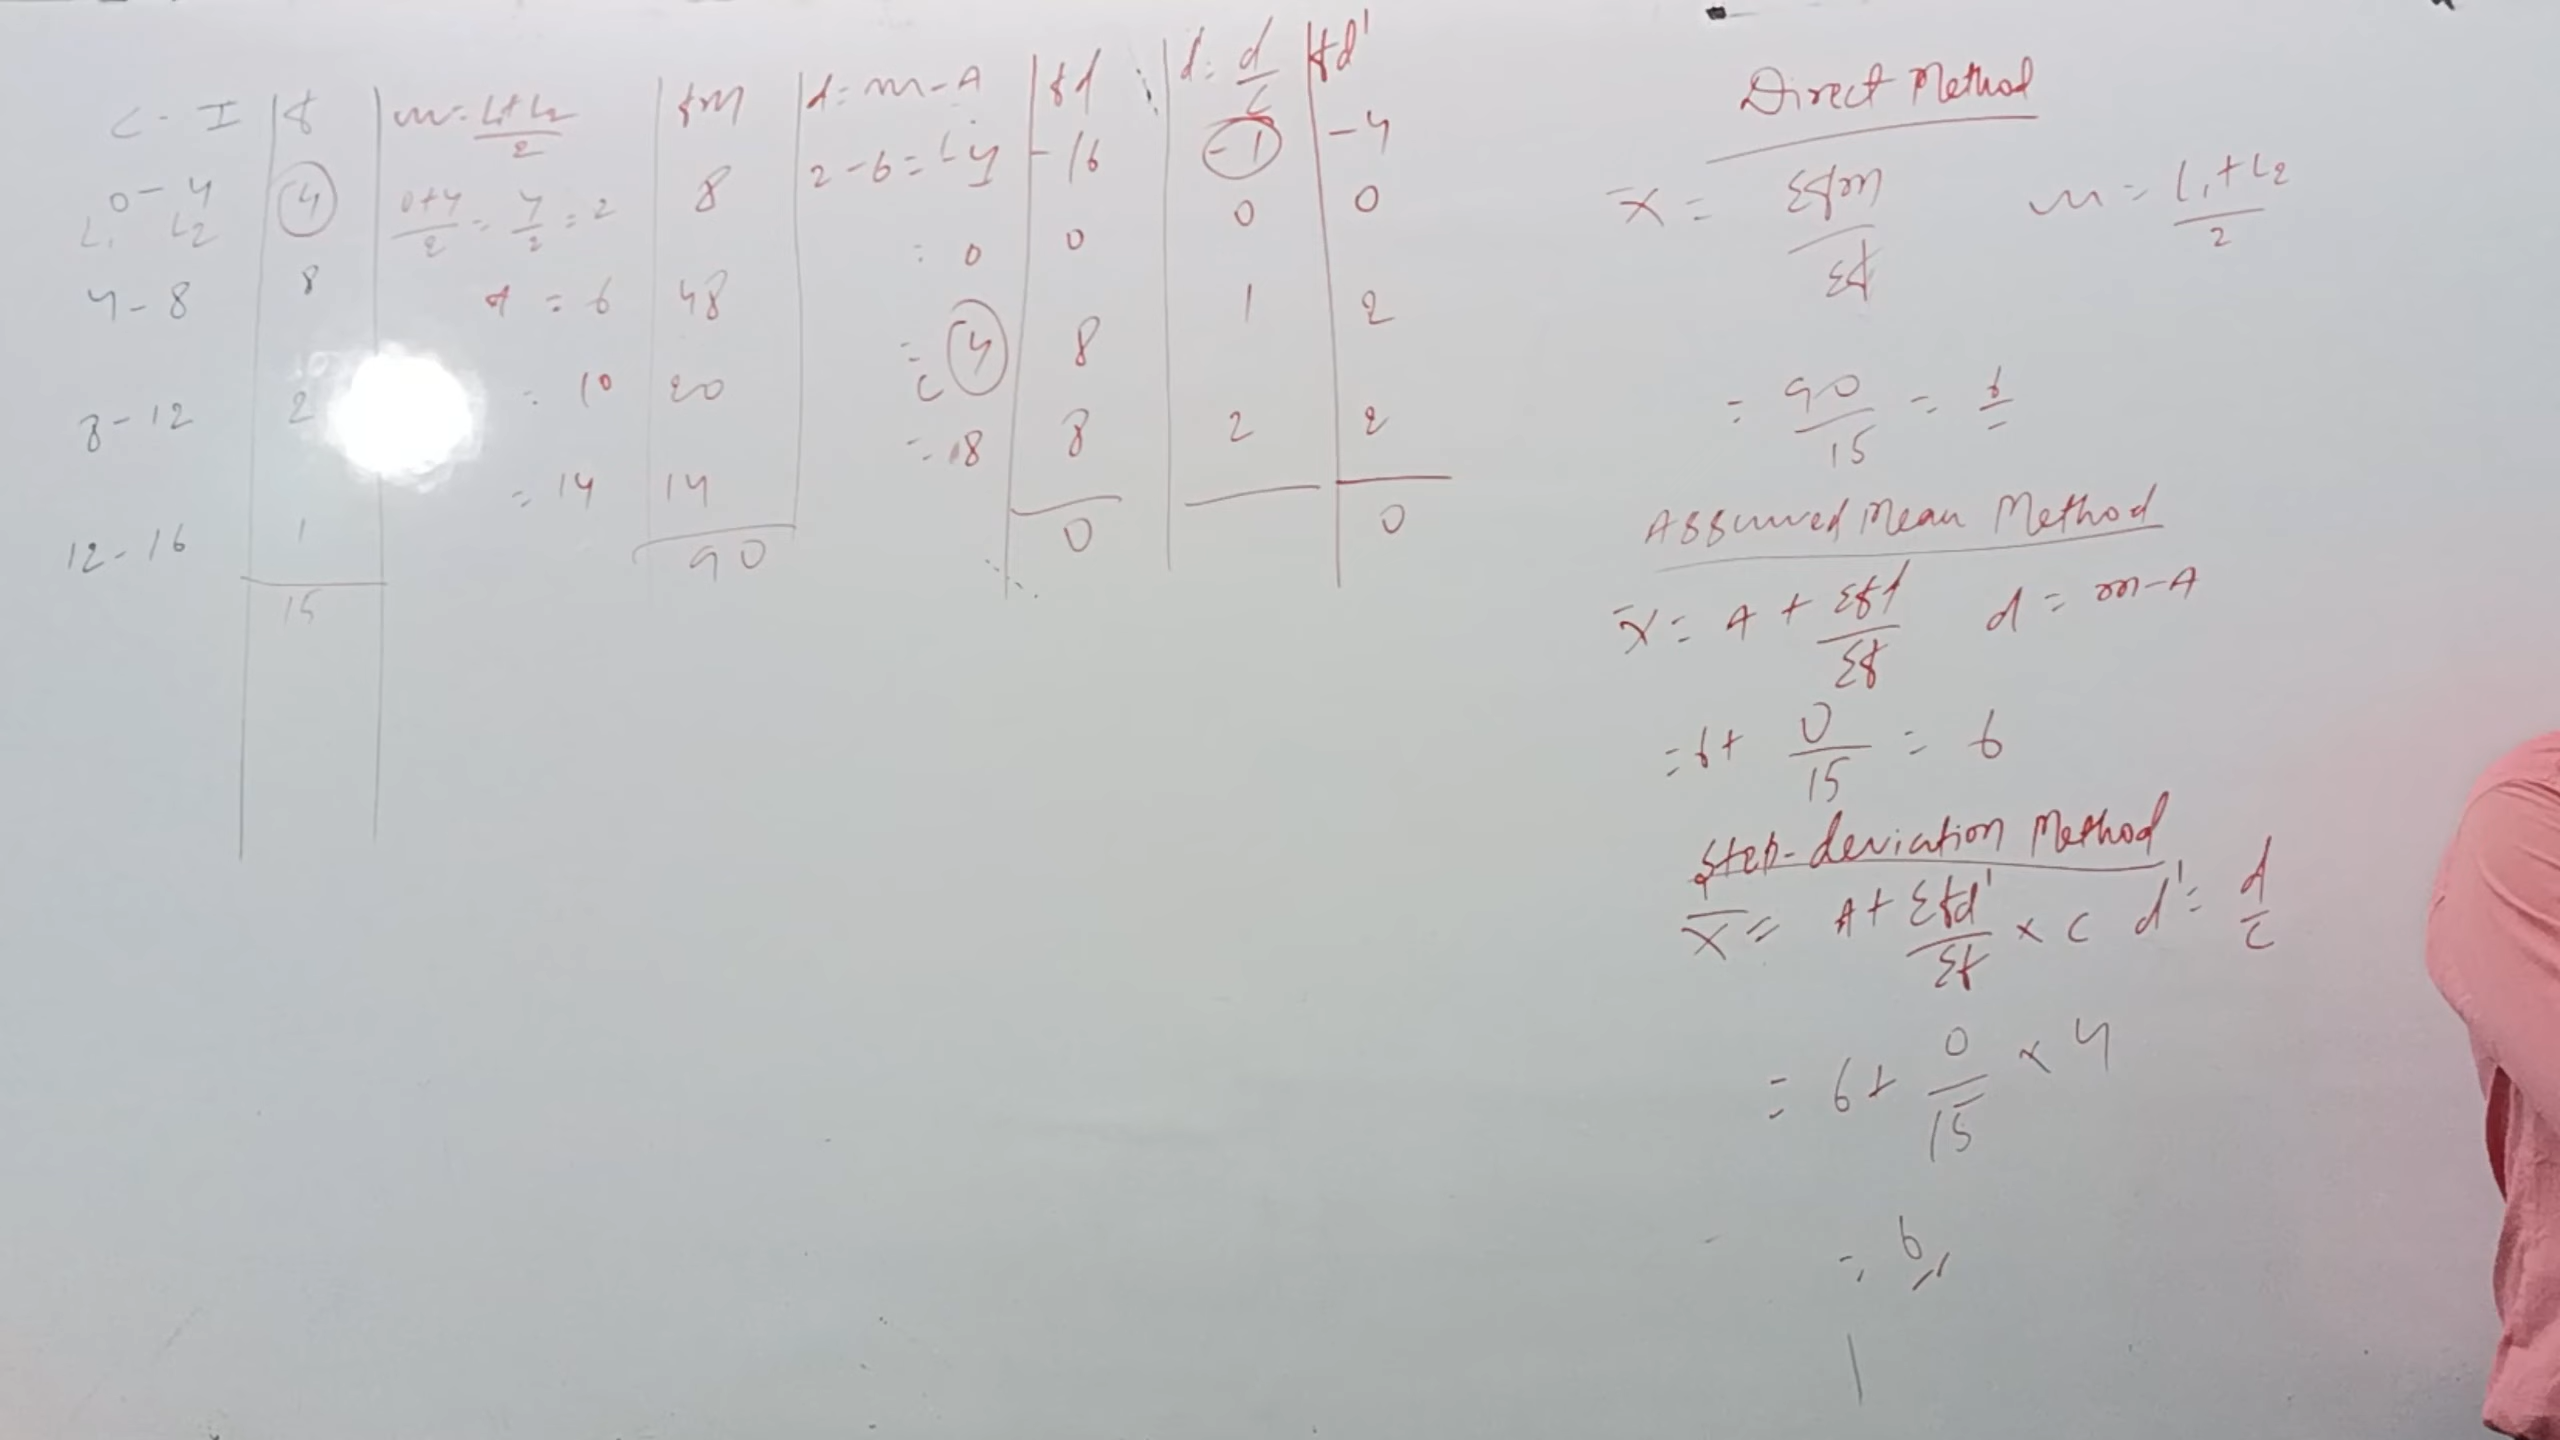 C - I | f | m = L1+L2/2 | fm | d = m-A | fd | d' = d/c | fd'
0 - 4 | 4 | 0+4/2 = 4/2 = 2 | 8 | 2-6 = -4 | -16 | -1 | -4
L1 L2
4 - 8 | 8 | A = 6 | 48 | = 0 | 0 | 0 | 0
8 - 12 | 2 | = 10 | 20 | = 4 | 8 | 1 | 2
c
12 - 16 | 1 | = 14 | 14 | = 8 | 8 | 2 | 2
15 | 90 | 0 | 0
Direct Method
x̄ = Σfm/Σf m = L1+L2/2
= 90/15 = 6
Assumed Mean Method
x̄ = A + Σfd/Σf d = m-A
= 6+ 0/15 = 6
Step-deviation Method
x̄ = A + Σfd'/Σf × c d' = d/c
= 6+ 0/15 × 4
= 6